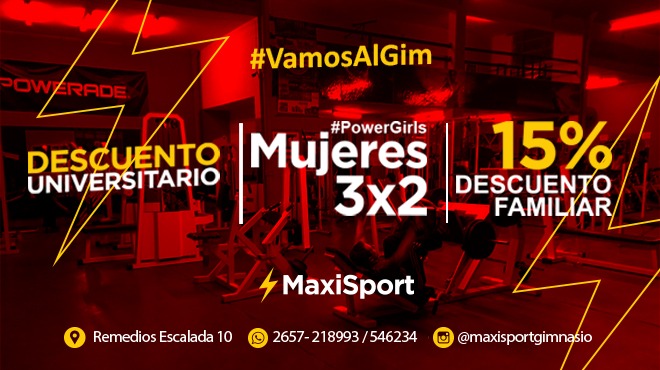 #VamosAlGim
POWERADE
DESCUENTO
UNIVERSITARIO
#PowerGirls
Mujeres
3x2
15%
DESCUENTO
FAMILIAR
MaxiSport
Remedios Escalada 10
2657- 218993 / 546234
@maxisportgimnasio